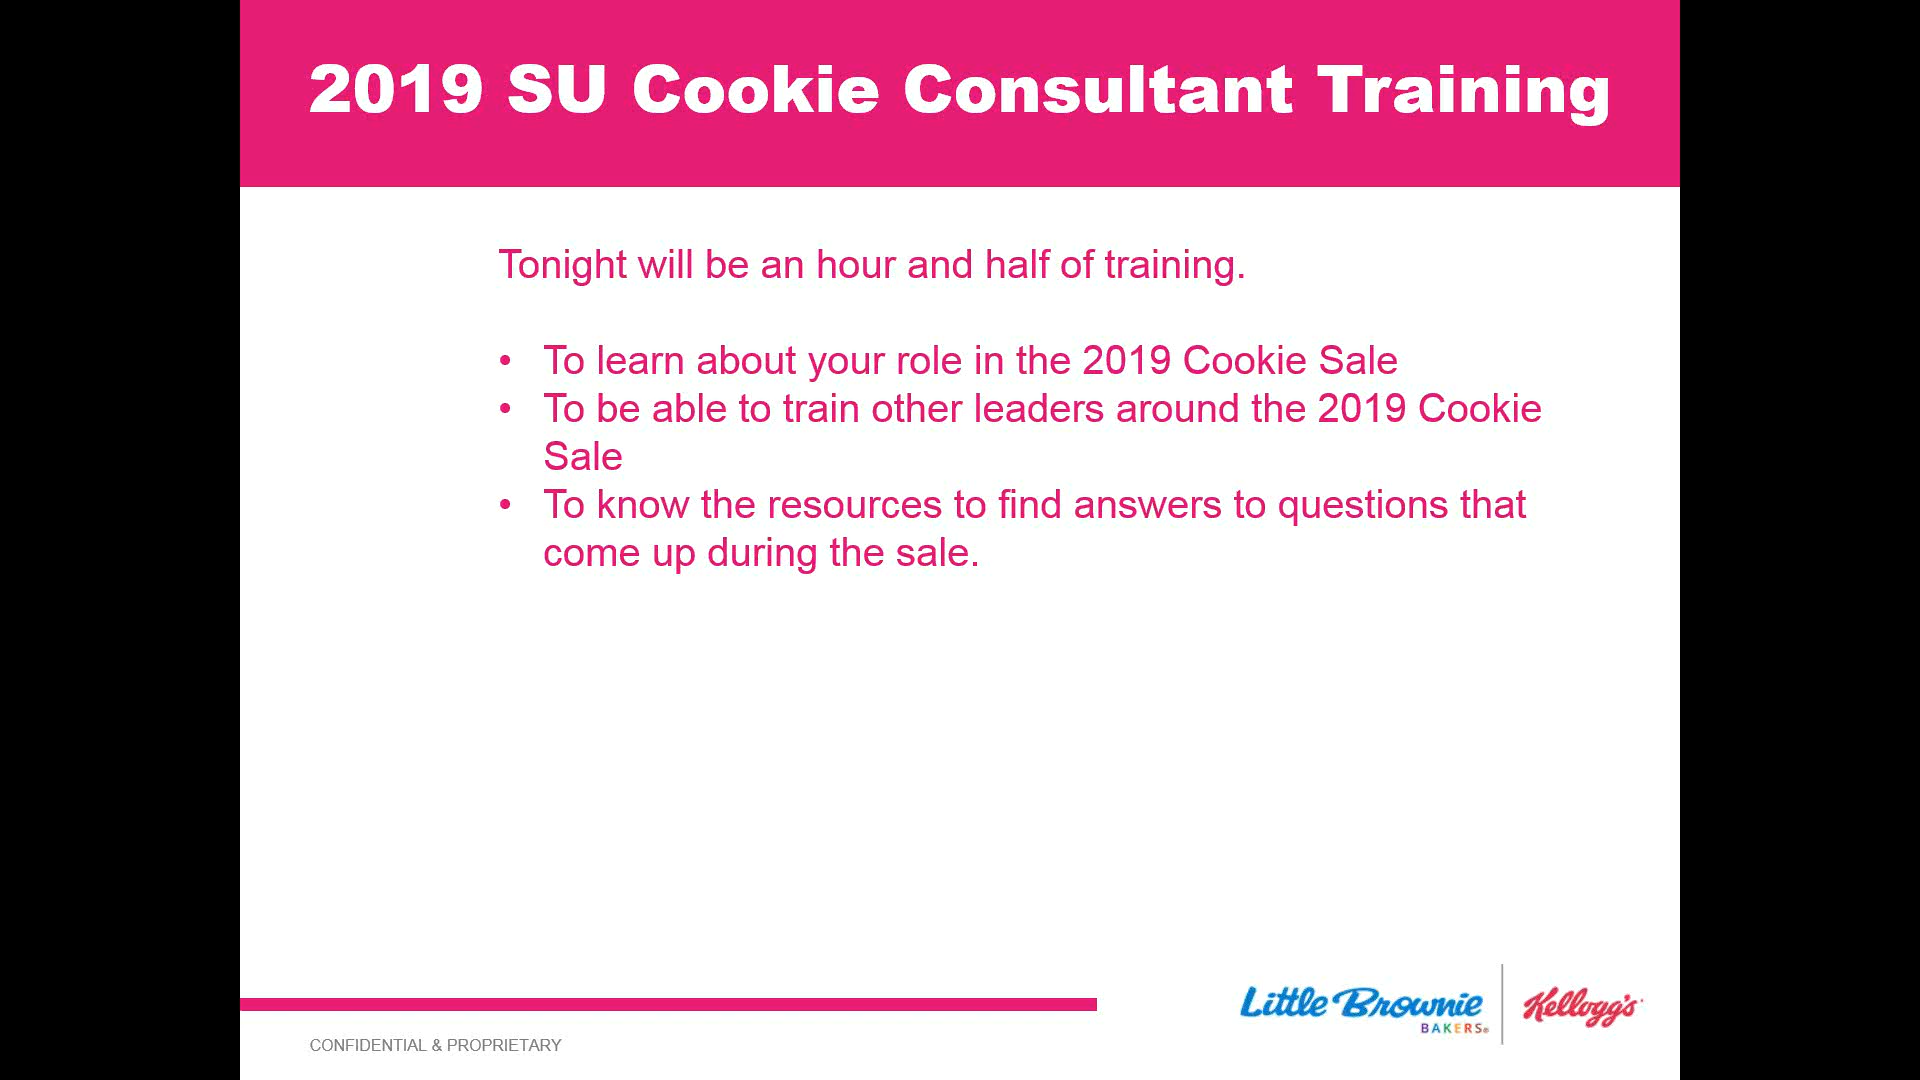 2019 SU Cookie Consultant Training
Tonight will be an hour and half of training.
• To learn about your role in the 2019 Cookie Sale
• To be able to train other leaders around the 2019 Cookie
Sale
• To know the resources to find answers to questions that
come up during the sale.
Little Brownie
BAKERS®
Kellogg's
CONFIDENTIAL & PROPRIETARY